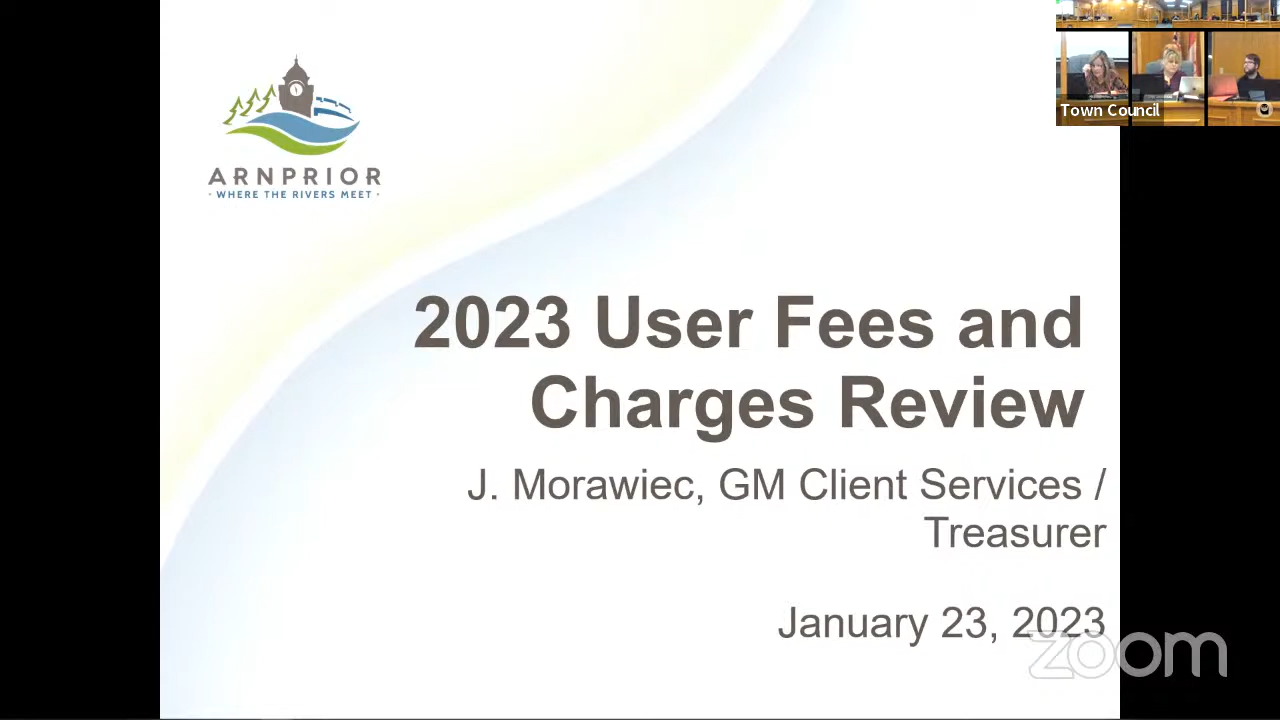 Town Council
ARNPRIOR
· WHERE THE RIVERS MEET ·
2023 User Fees and
Charges Review
J. Morawiec, GM Client Services /
Treasurer
January 23, 2023
zoom